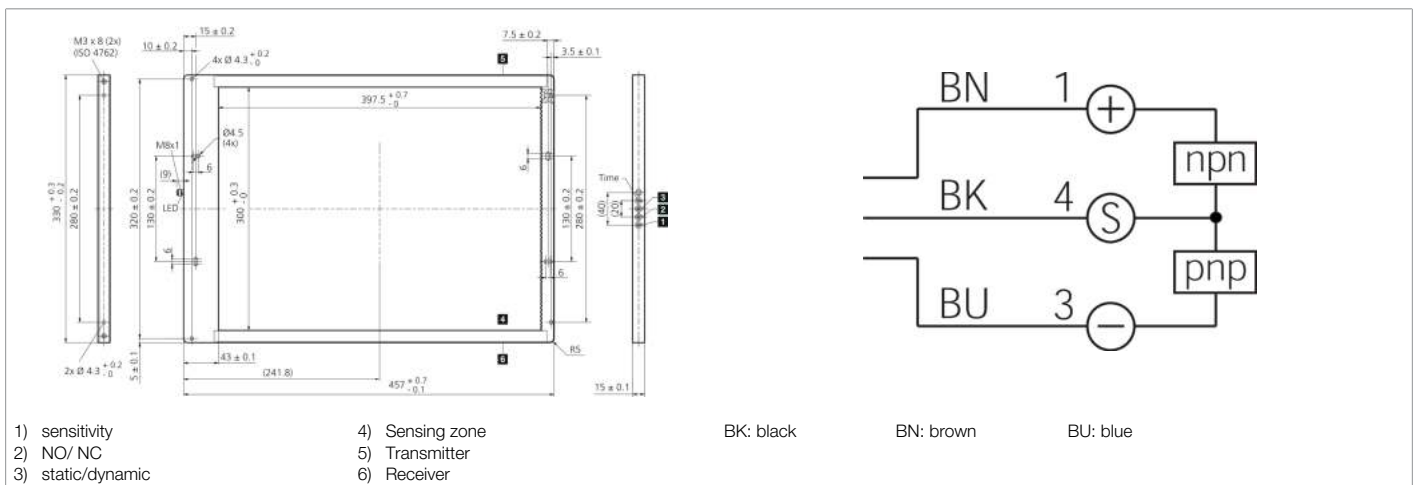 M3 x 8 (2x)
(ISO 4762)
15 ± 0.2
10 ± 0.2
4x Ø 4.3 + 0.2 - 0
7.5 ± 0.2
3.5 ± 0.1
5
397.5 + 0.7 - 0
Ø4.5
(4x)
M8x1
6
(9)
6
LED
330 + 0.3 - 0.2
280 ± 0.2
320 ± 0.2
130 ± 0.2
300 + 0.3 - 0
6
130 ± 0.2
280 ± 0.2
6
6
Time
(40)
(20)
3
2
1
4
R5
6
43 ± 0.1
(241.8)
457 + 0.7 - 0.1
2x Ø 4.3 + 0.2 - 0
5 ± 0.1
15 ± 0.1
BN 1 +
npn
BK 4 S
pnp
BU 3 −
1) sensitivity
2) NO/ NC
3) static/dynamic
4) Sensing zone
5) Transmitter
6) Receiver
BK: black BN: brown BU: blue